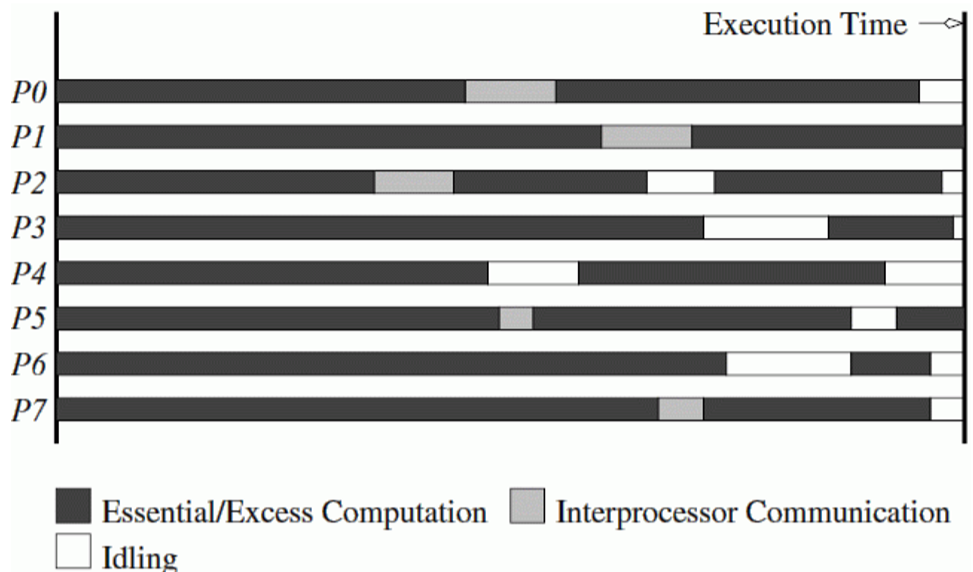 Execution Time
P0
P1
P2
P3
P4
P5
P6
P7
Essential/Excess Computation
Interprocessor Communication
Idling